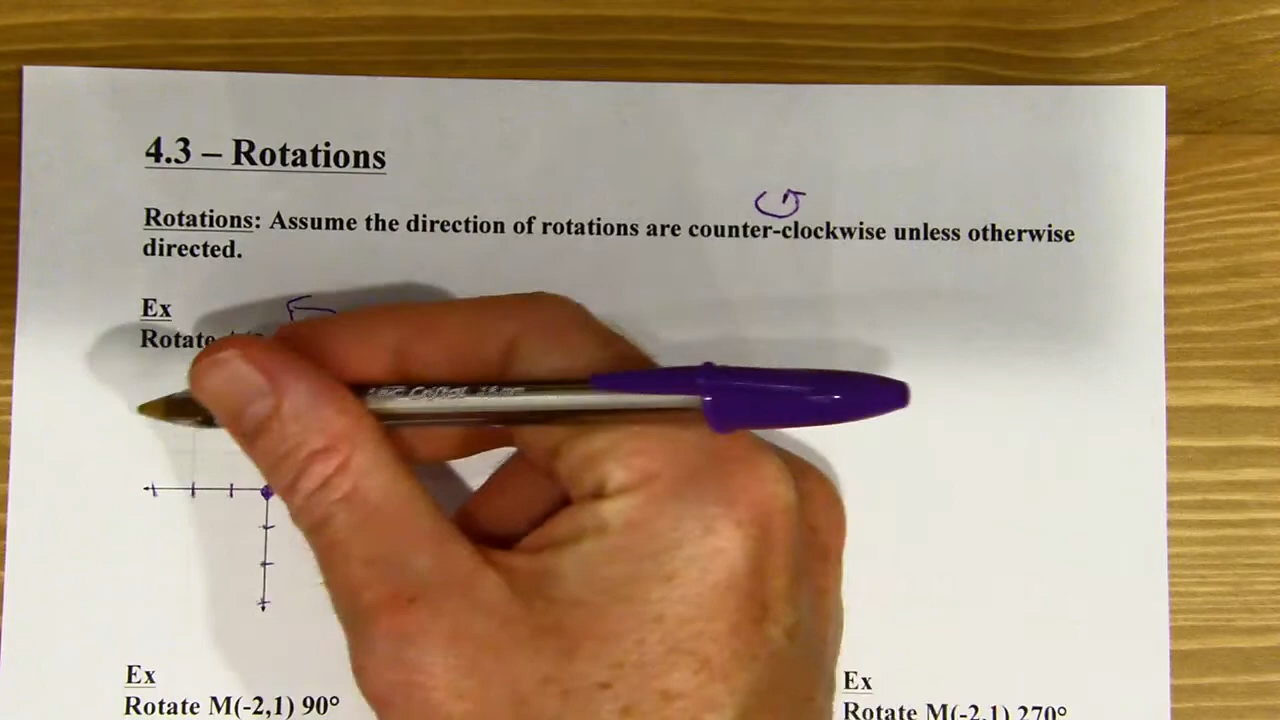 4.3 – Rotations
Rotations: Assume the direction of rotations are counter-clockwise unless otherwise
directed.
Ex
Rotate
Ex
Rotate M(-2,1) 90°
Ex
Rotate M(-2,1) 270°